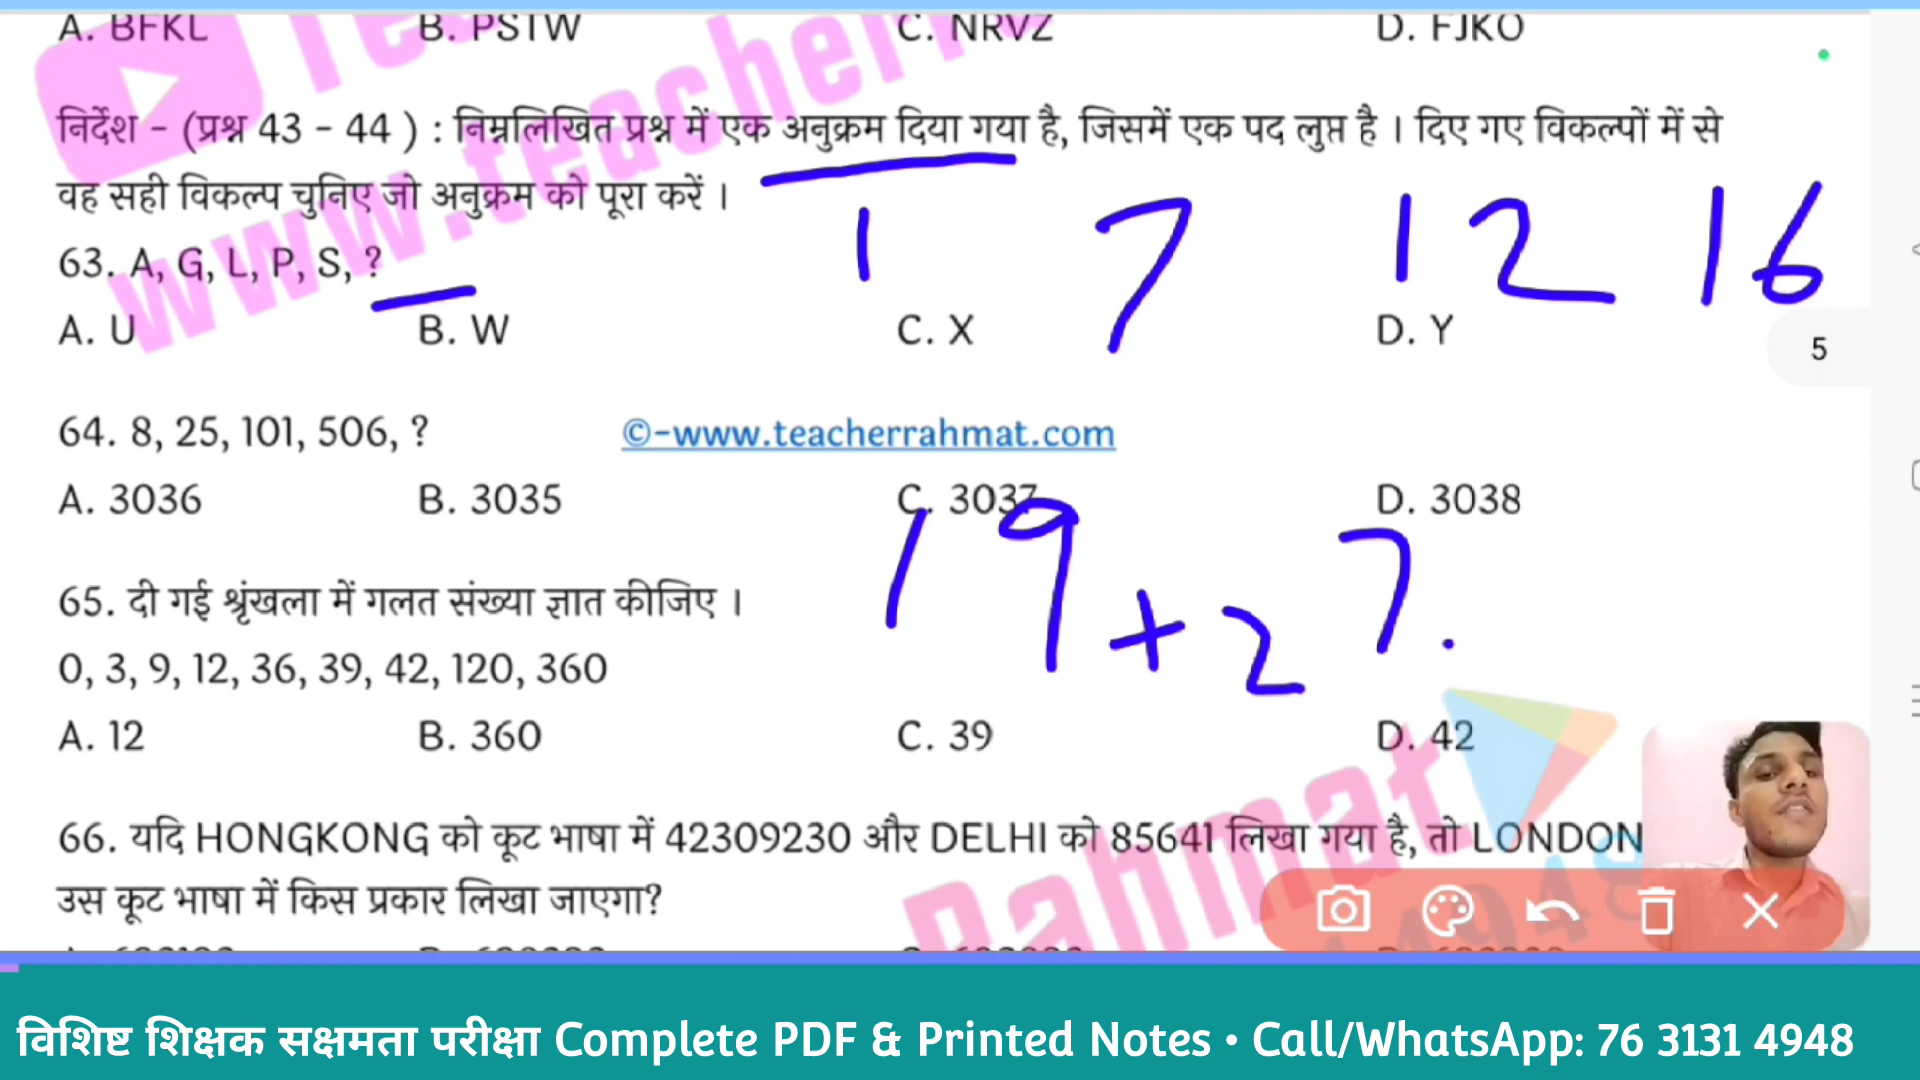 A. BFKL B. PSTW C. NRVZ D. FJKO
निर्देश - (प्रश्न 43 - 44 ) : निम्नलिखित प्रश्न में एक अनुक्रम दिया गया है, जिसमें एक पद लुप्त है । दिए गए विकल्पों में से
वह सही विकल्प चुनिए जो अनुक्रम को पूरा करें ।
1 7 12 16
63. A, G, L, P, S, ?
A. U B. W C. X D. Y
5
64. 8, 25, 101, 506, ? ©-www.teacherrahmat.com
A. 3036 B. 3035 C. 3037 D. 3038
19 + 2 7.
65. दी गई श्रृंखला में गलत संख्या ज्ञात कीजिए ।
0, 3, 9, 12, 36, 39, 42, 120, 360
A. 12 B. 360 C. 39 D. 42
66. यदि HONGKONG को कूट भाषा में 42309230 और DELHI को 85641 लिखा गया है, तो LONDON
उस कूट भाषा में किस प्रकार लिखा जाएगा?
www.teacherr
Rahmat
4948
विशिष्ट शिक्षक सक्षमता परीक्षा Complete PDF & Printed Notes • Call/WhatsApp: 76 3131 4948